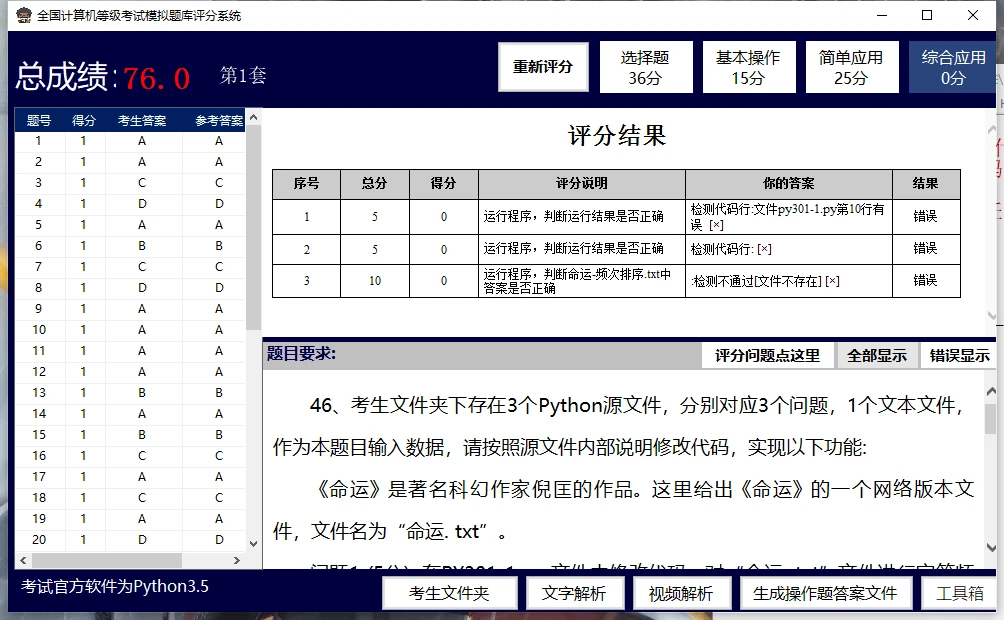 全国计算机等级考试模拟题库评分系统
总成绩:76.0 第1套
重新评分
选择题
36分
基本操作
15分
简单应用
25分
综合应用
0分
题号 得分 考生答案 参考答案
1 1 A A
2 1 A A
3 1 C C
4 1 D D
5 1 A A
6 1 B B
7 1 C C
8 1 D D
9 1 A A
10 1 A A
11 1 A A
12 1 A A
13 1 B B
14 1 A A
15 1 B B
16 1 C C
17 1 A A
18 1 C C
19 1 A A
20 1 D D
评分结果
序号 总分 得分 评分说明 你的答案 结果
1 5 0 运行程序，判断运行结果是否正确 检测代码行:文件py301-1.py第10行有
误 [×] 错误
2 5 0 运行程序，判断运行结果是否正确 检测代码行: [×] 错误
3 10 0 运行程序，判断命运-频次排序.txt中
答案是否正确 :检测不通过[文件不存在] [×] 错误
题目要求: 评分问题点这里 全部显示 错误显示
46、考生文件夹下存在3个Python源文件，分别对应3个问题，1个文本文件，
作为本题目输入数据，请按照源文件内部说明修改代码，实现以下功能:
《命运》是著名科幻作家倪匡的作品。这里给出《命运》的一个网络版本文
件，文件名为“命运. txt”。
考试官方软件为Python3.5
考生文件夹 文字解析 视频解析 生成操作题答案文件 工具箱